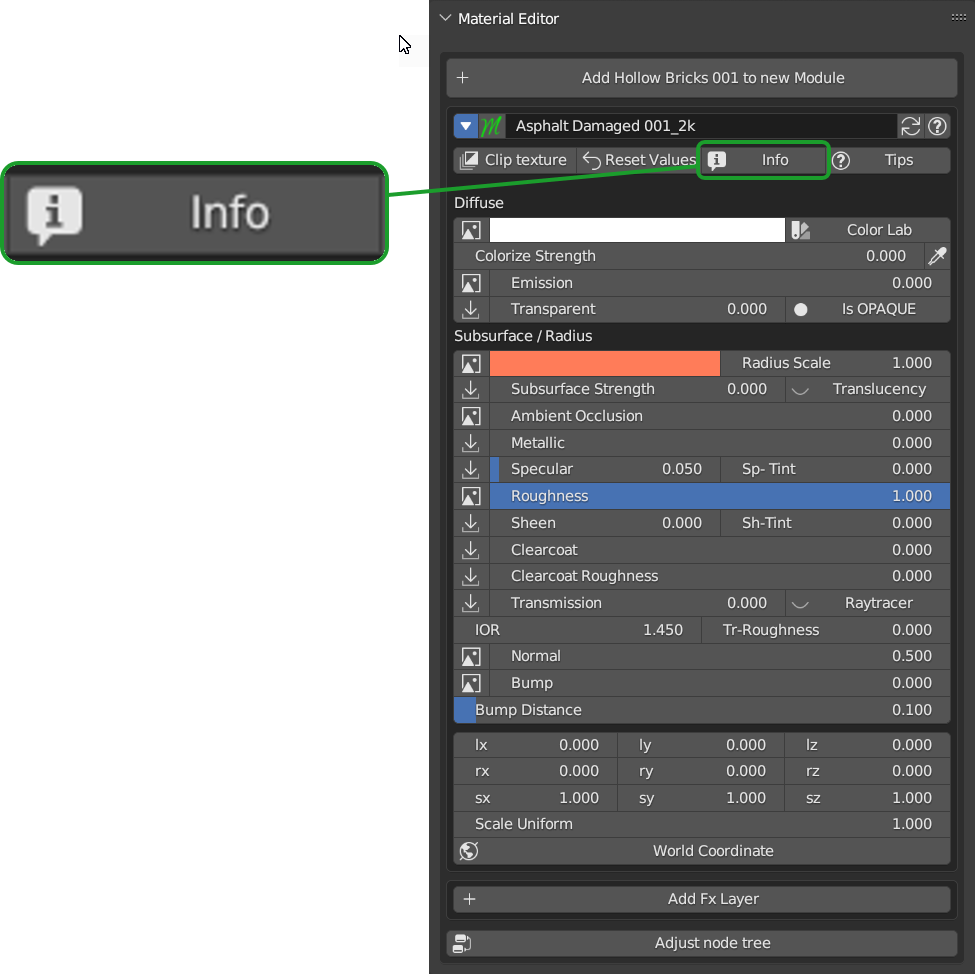 Material Editor
Add Hollow Bricks 001 to new Module
Asphalt Damaged 001_2k
Clip texture Reset Values Info Tips
Info
Diffuse
Color Lab
Colorize Strength 0.000
Emission 0.000
Transparent 0.000 Is OPAQUE
Subsurface / Radius
Radius Scale 1.000
Subsurface Strength 0.000 Translucency
Ambient Occlusion 0.000
Metallic 0.000
Specular 0.050 Sp- Tint 0.000
Roughness 1.000
Sheen 0.000 Sh-Tint 0.000
Clearcoat 0.000
Clearcoat Roughness 0.000
Transmission 0.000 Raytracer
IOR 1.450 Tr-Roughness 0.000
Normal 0.500
Bump 0.000
Bump Distance 0.100
lx 0.000 ly 0.000 lz 0.000
rx 0.000 ry 0.000 rz 0.000
sx 1.000 sy 1.000 sz 1.000
Scale Uniform 1.000
World Coordinate
Add Fx Layer
Adjust node tree